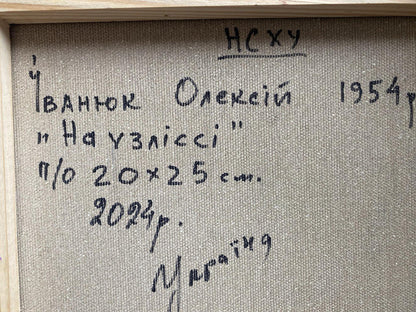 НСХУ
Іванюк Олексій 1954р
"На узліссі"
п/о 20×25 см.
2024р.
Україна